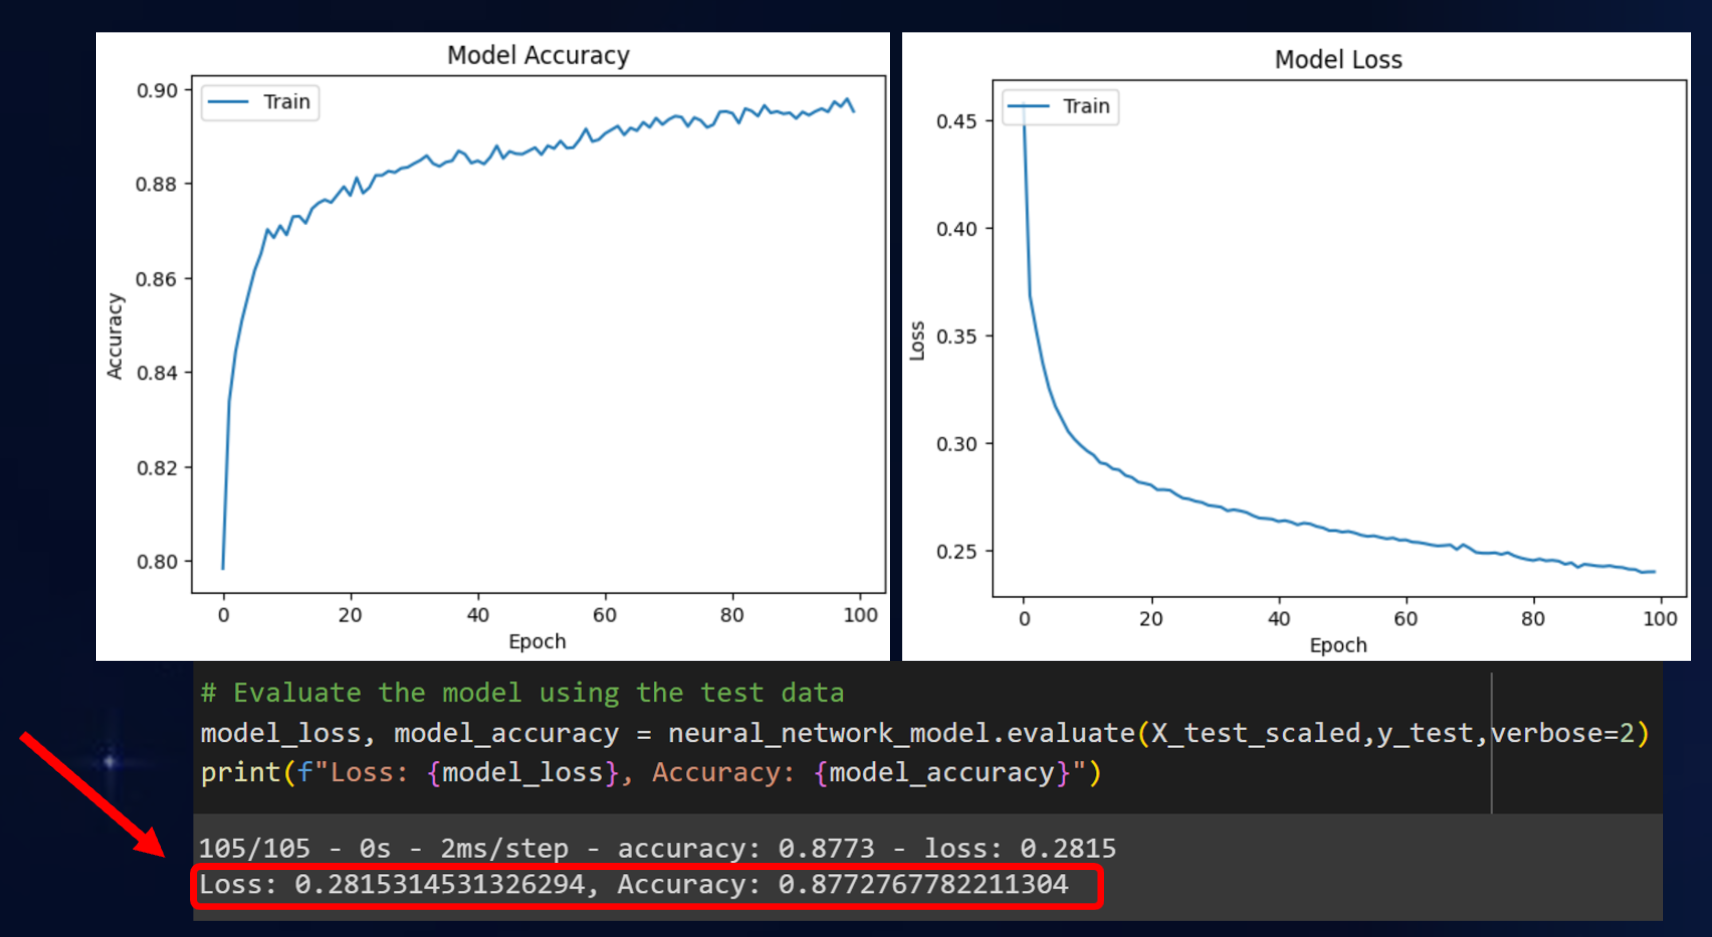 Model Accuracy
Train
0.90
0.88
0.86
0.84
0.82
0.80
Accuracy
0 20 40 60 80 100
Epoch
Model Loss
Train
0.45
0.40
0.35
0.30
0.25
Loss
0 20 40 60 80 100
Epoch
# Evaluate the model using the test data
model_loss, model_accuracy = neural_network_model.evaluate(X_test_scaled,y_test,verbose=2)
print(f"Loss: {model_loss}, Accuracy: {model_accuracy}")
105/105 - 0s - 2ms/step - accuracy: 0.8773 - loss: 0.2815
Loss: 0.2815314531326294, Accuracy: 0.8772767782211304